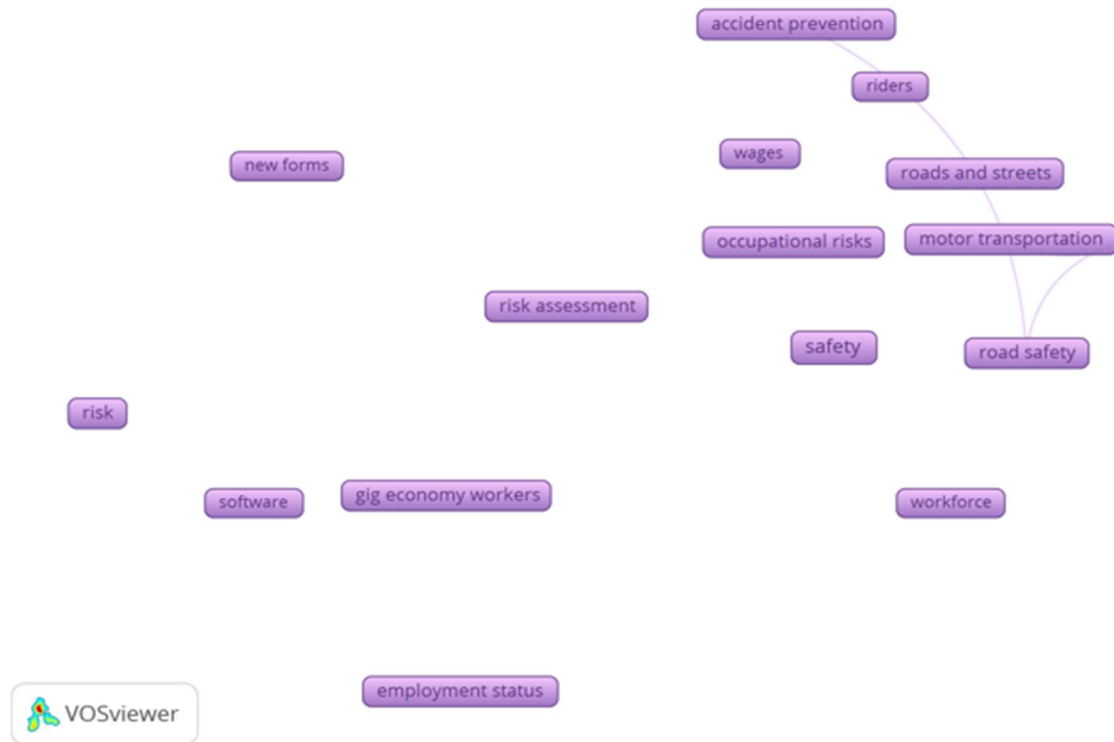 accident prevention
riders
wages
new forms
roads and streets
occupational risks
motor transportation
risk assessment
safety
road safety
risk
software
gig economy workers
workforce
employment status
VOSviewer